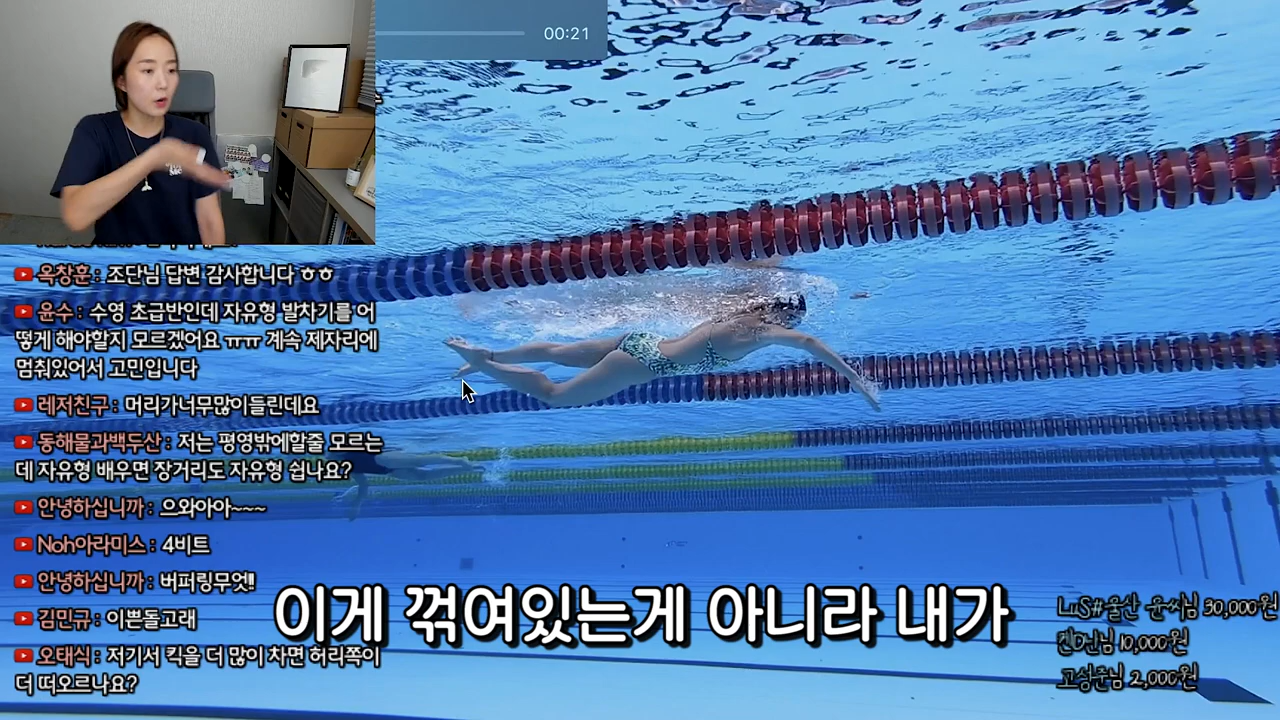 00:21
옥창훈 : 조단님 답변 감사합니다 ㅎㅎ
윤수 : 수영 초급반인데 자유형 발차기를 어
떻게 해야할지 모르겠어요 ㅠㅠ 계속 제자리에
멈춰있어서 고민입니다
레저친구 : 머리가너무많이들린데요
동해물과백두산 : 저는 평영밖에할줄 모르는
데 자유형 배우면 장거리도 자유형 쉽나요?
안녕하십니까 : 으와아아~~~
Noh아라미스 : 4비트
안녕하십니까 : 버퍼링무엇!!
김민규 : 이쁜돌고래
오태식 : 저기서 킥을 더 많이 차면 허리쪽이
더 떠오르나요?
이게 꺾여있는게 아니라 내가
울산 윤씨님 30,000원
10,000원
고성준님 2,000원